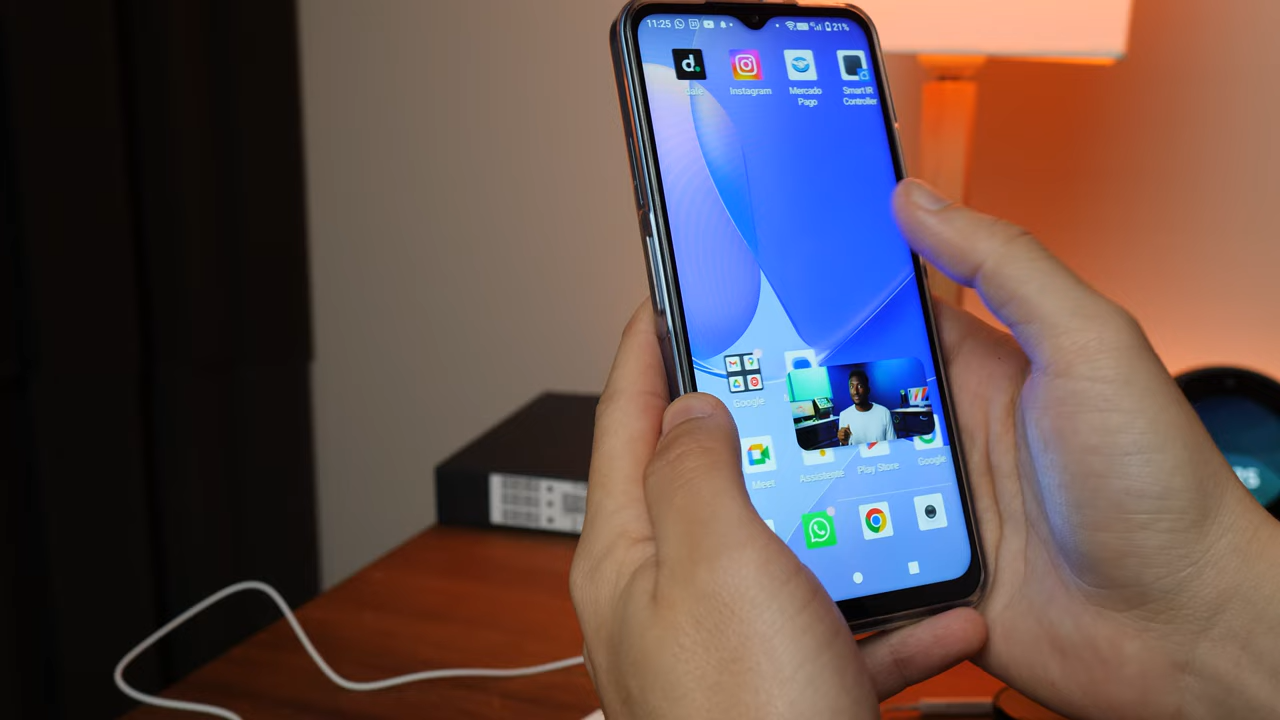 11:25
21%
d.
Instagram
Mercado
Pago
Smart IR
Controller
Google
Meet
Assistente
Play Store
Google